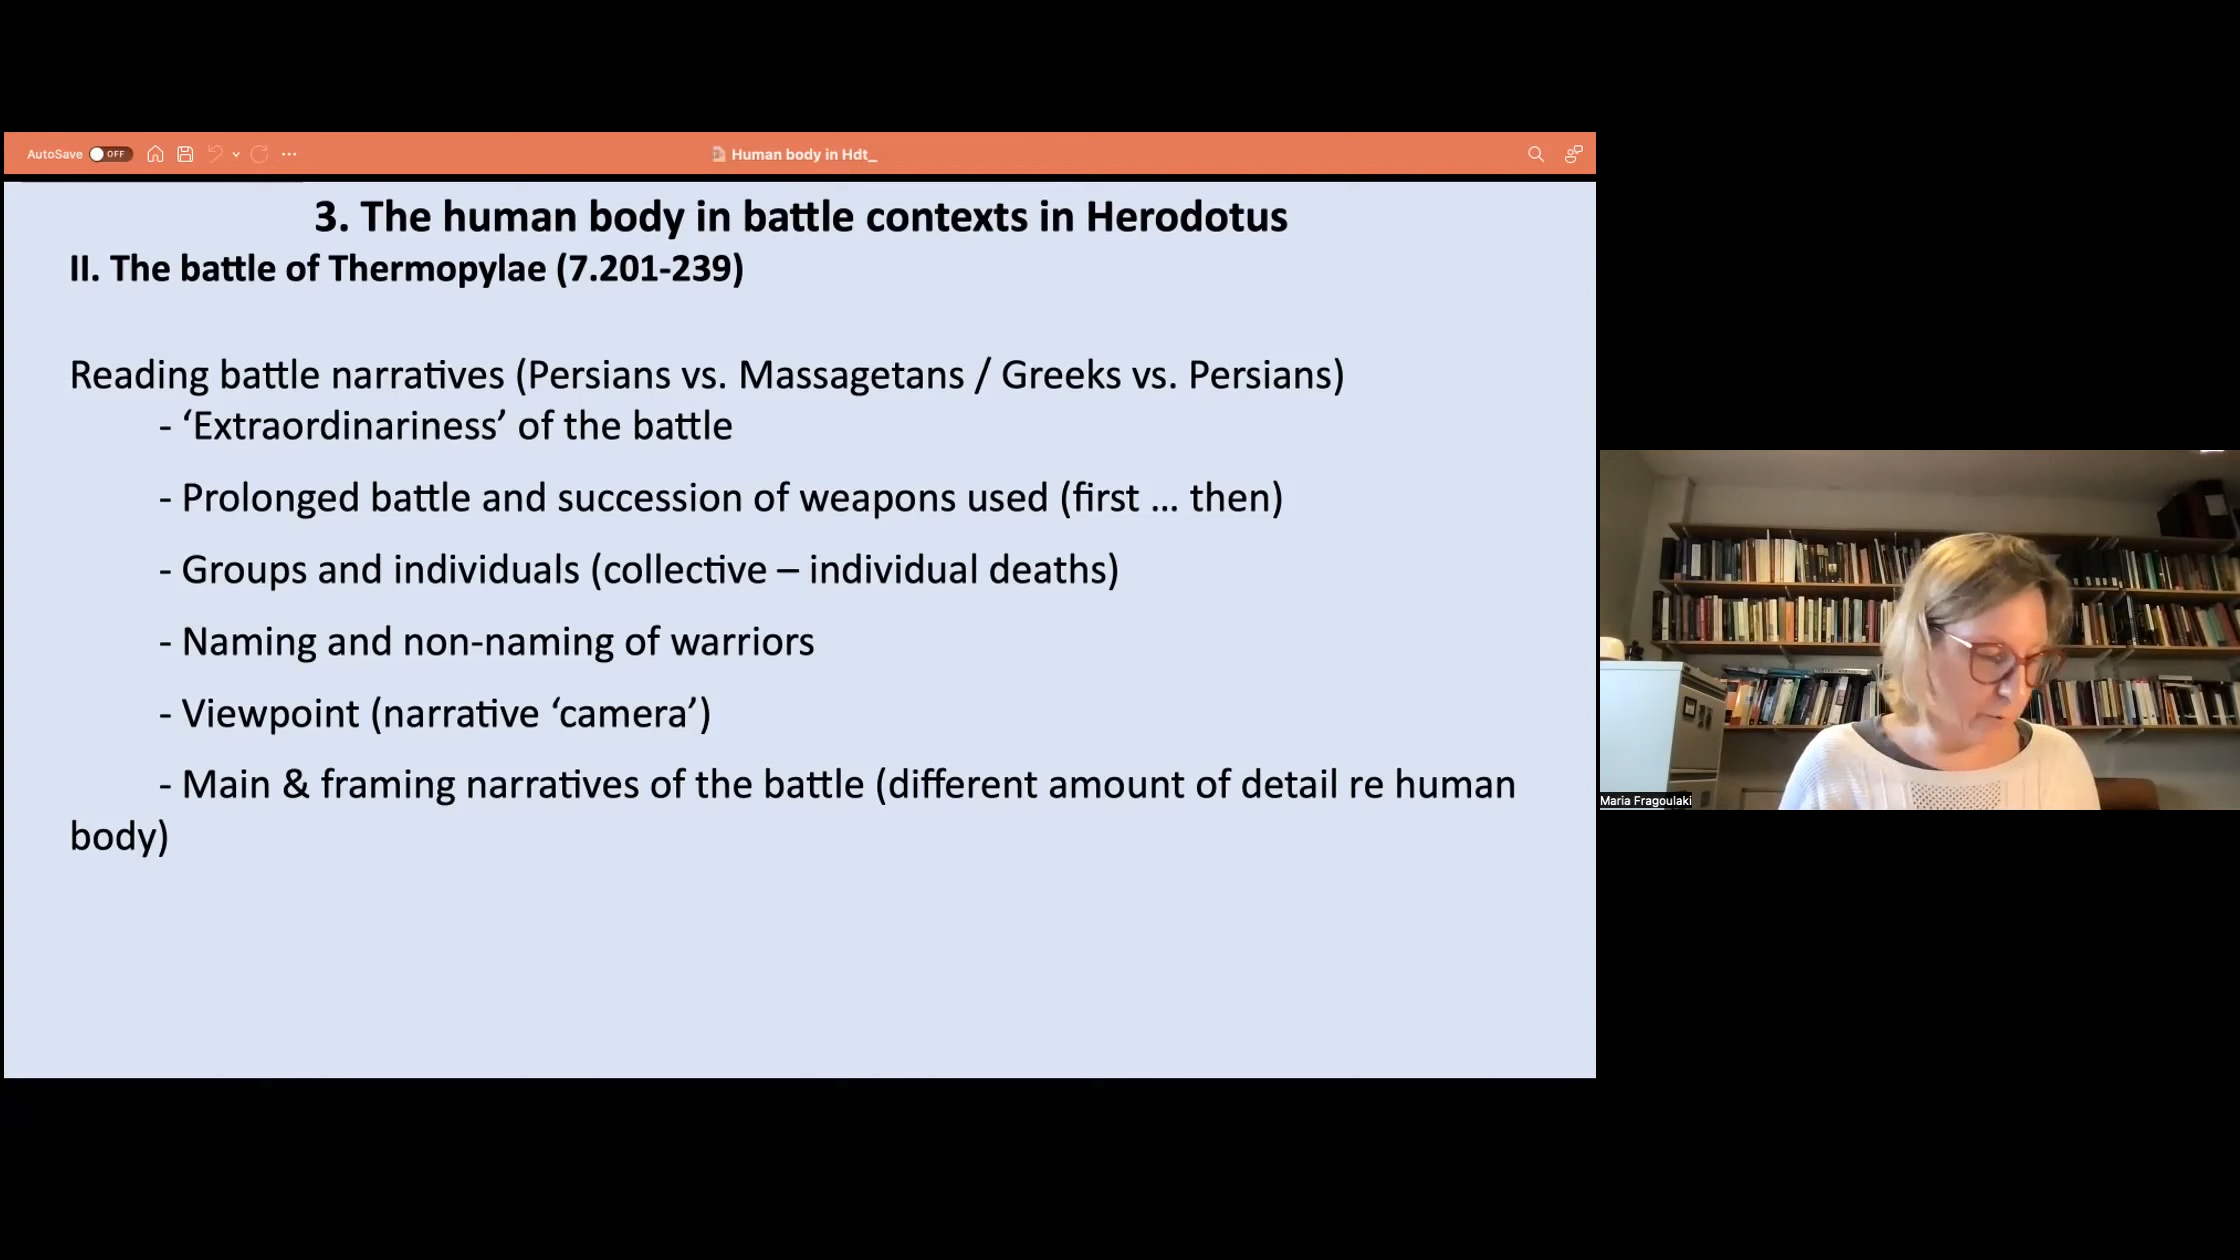 AutoSave OFF
Human body in Hdt_
3. The human body in battle contexts in Herodotus
II. The battle of Thermopylae (7.201-239)
Reading battle narratives (Persians vs. Massagetans / Greeks vs. Persians)
- ‘Extraordinariness’ of the battle
- Prolonged battle and succession of weapons used (first … then)
- Groups and individuals (collective – individual deaths)
- Naming and non-naming of warriors
- Viewpoint (narrative ‘camera’)
- Main & framing narratives of the battle (different amount of detail re human
body)
Maria Fragoulaki